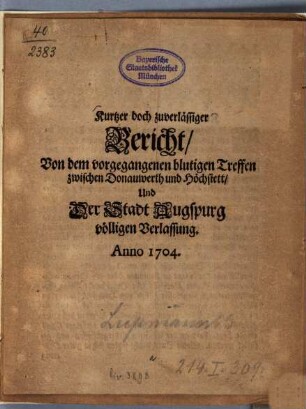 40
2383
Bayerische
Staatsbibliothek
München
Kurtzer doch zuverlässiger
Bericht/
Von dem vorgegangenen blutigen Treffen
zwischen Donauwerth und Höchstett/
Und
Der Stadt Augspurg
völligen Verlassung.
Anno 1704.